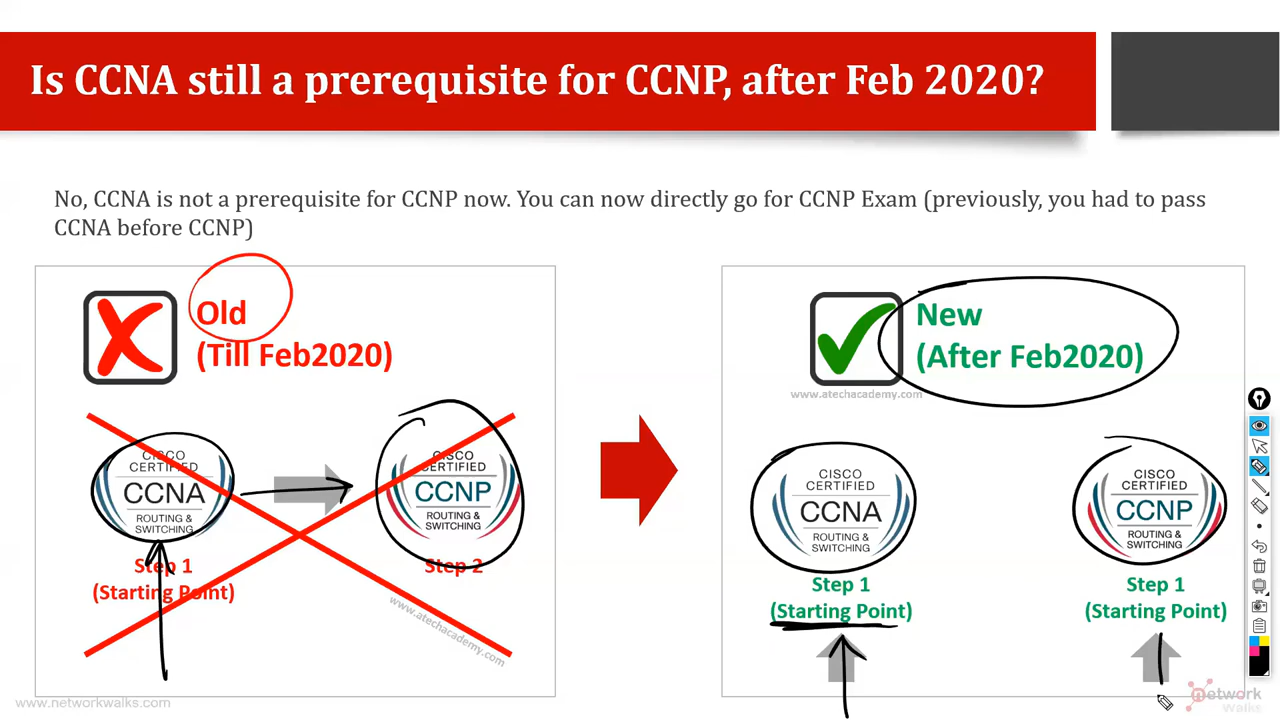 Is CCNA still a prerequisite for CCNP, after Feb 2020?
No, CCNA is not a prerequisite for CCNP now. You can now directly go for CCNP Exam (previously, you had to pass
CCNA before CCNP)
Old
(Till Feb2020)
CISCO
CERTIFIED
CCNA
ROUTING &
SWITCHING
Step 1
(Starting Point)
CISCO
CERTIFIED
CCNP
ROUTING &
SWITCHING
Step 2
www.atechacademy.com
New
(After Feb2020)
www.atechacademy.com
CISCO
CERTIFIED
CCNA
ROUTING &
SWITCHING
Step 1
(Starting Point)
CISCO
CERTIFIED
CCNP
ROUTING &
SWITCHING
Step 1
(Starting Point)
www.networkwalks.com
network
Walks